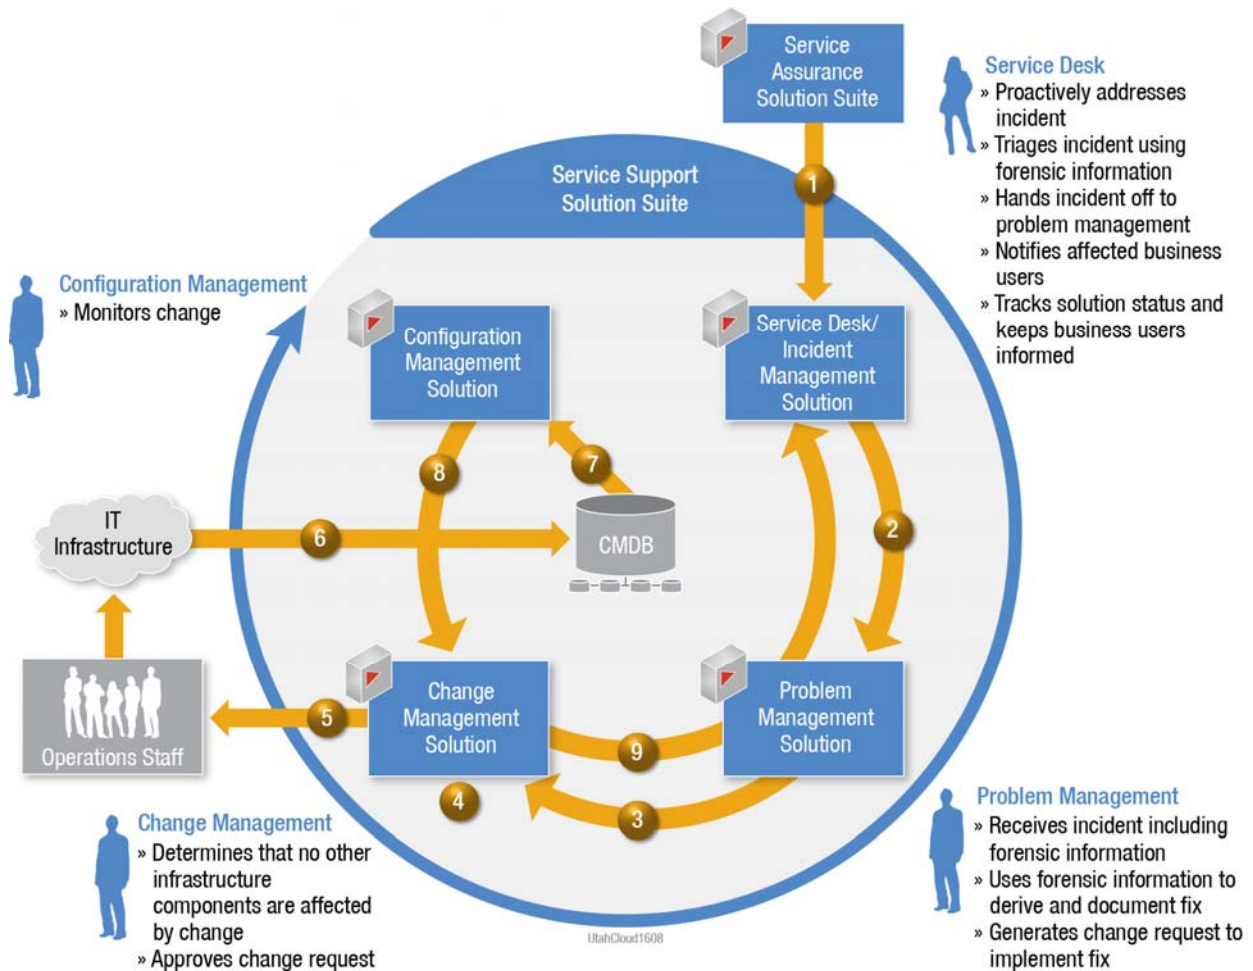 Service
Assurance
Solution Suite
Service Desk
» Proactively addresses
incident
» Triages incident using
forensic information
» Hands incident off to
problem management
» Notifies affected business
users
» Tracks solution status and
keeps business users
informed
1
Service Support
Solution Suite
Configuration Management
» Monitors change
Configuration
Management
Solution
Service Desk/
Incident
Management
Solution
8
7
2
IT
Infrastructure
6
CMDB
Operations Staff
5
Change
Management
Solution
Problem
Management
Solution
9
4
3
Change Management
» Determines that no other
infrastructure
components are affected
by change
» Approves change request
Problem Management
» Receives incident including
forensic information
» Uses forensic information to
derive and document fix
» Generates change request to
implement fix
UtahCloud1608